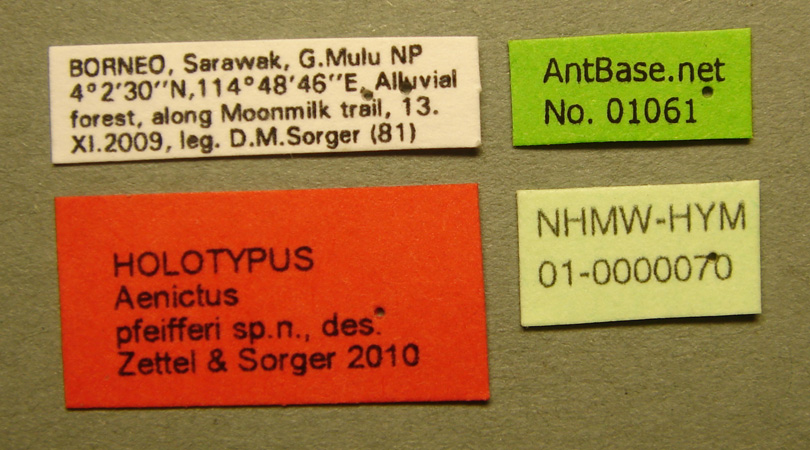 BORNEO, Sarawak, G.Mulu NP
4°2'30''N,114°48'46''E, Alluvial
forest, along Moonmilk trail, 13.
XI.2009, leg. D.M.Sorger (81)
AntBase.net
No. 01061
HOLOTYPUS
Aenictus
pfeifferi sp.n., des.
Zettel & Sorger 2010
NHMW-HYM
01-0000070